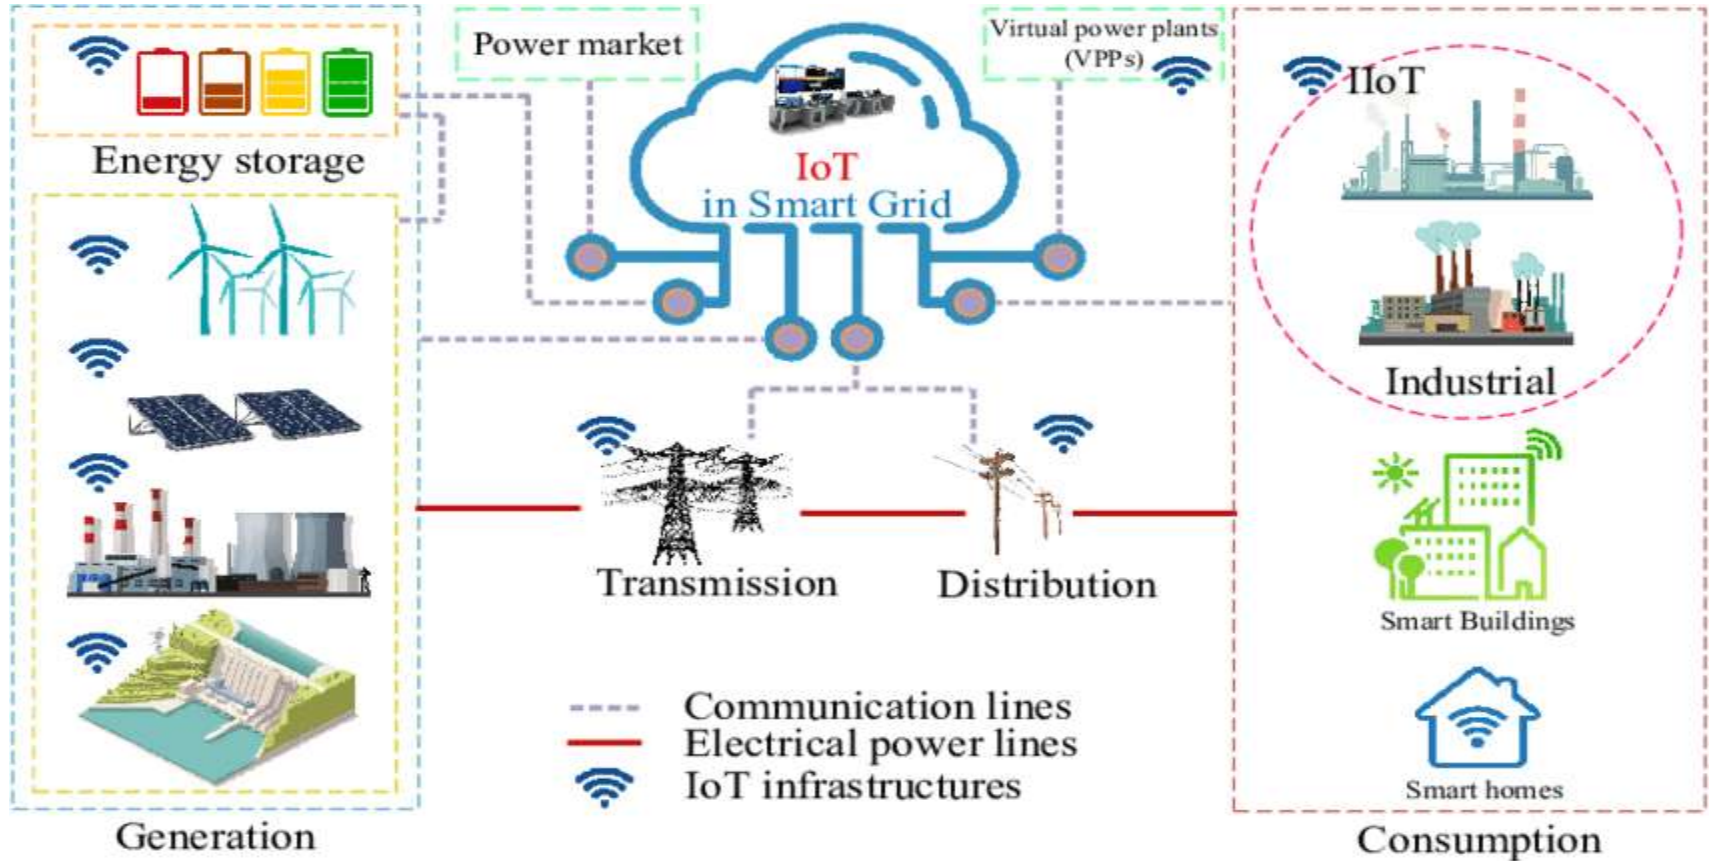 Power market
Virtual power plants
(VPPs)
IIoT
Energy storage
IoT
in Smart Grid
Industrial
Transmission
Distribution
Smart Buildings
Communication lines
Electrical power lines
IoT infrastructures
Smart homes
Generation
Consumption